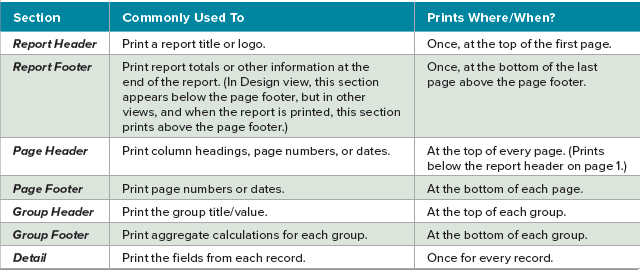 Section Commonly Used To Prints Where/When?
Report Header Print a report title or logo. Once, at the top of the first page.
Report Footer Print report totals or other information at Once, at the bottom of the last
the end of the report. (In Design view, this section page above the page footer.
appears below the page footer, but in other
views, and when the report is printed, this section
prints above the page footer.)
Page Header Print column headings, page numbers, or dates. At the top of every page. (Prints
below the report header on page 1.)
Page Footer Print page numbers or dates. At the bottom of each page.
Group Header Print the group title/value. At the top of each group.
Group Footer Print aggregate calculations for each group. At the bottom of each group.
Detail Print the fields from each record. Once for every record.